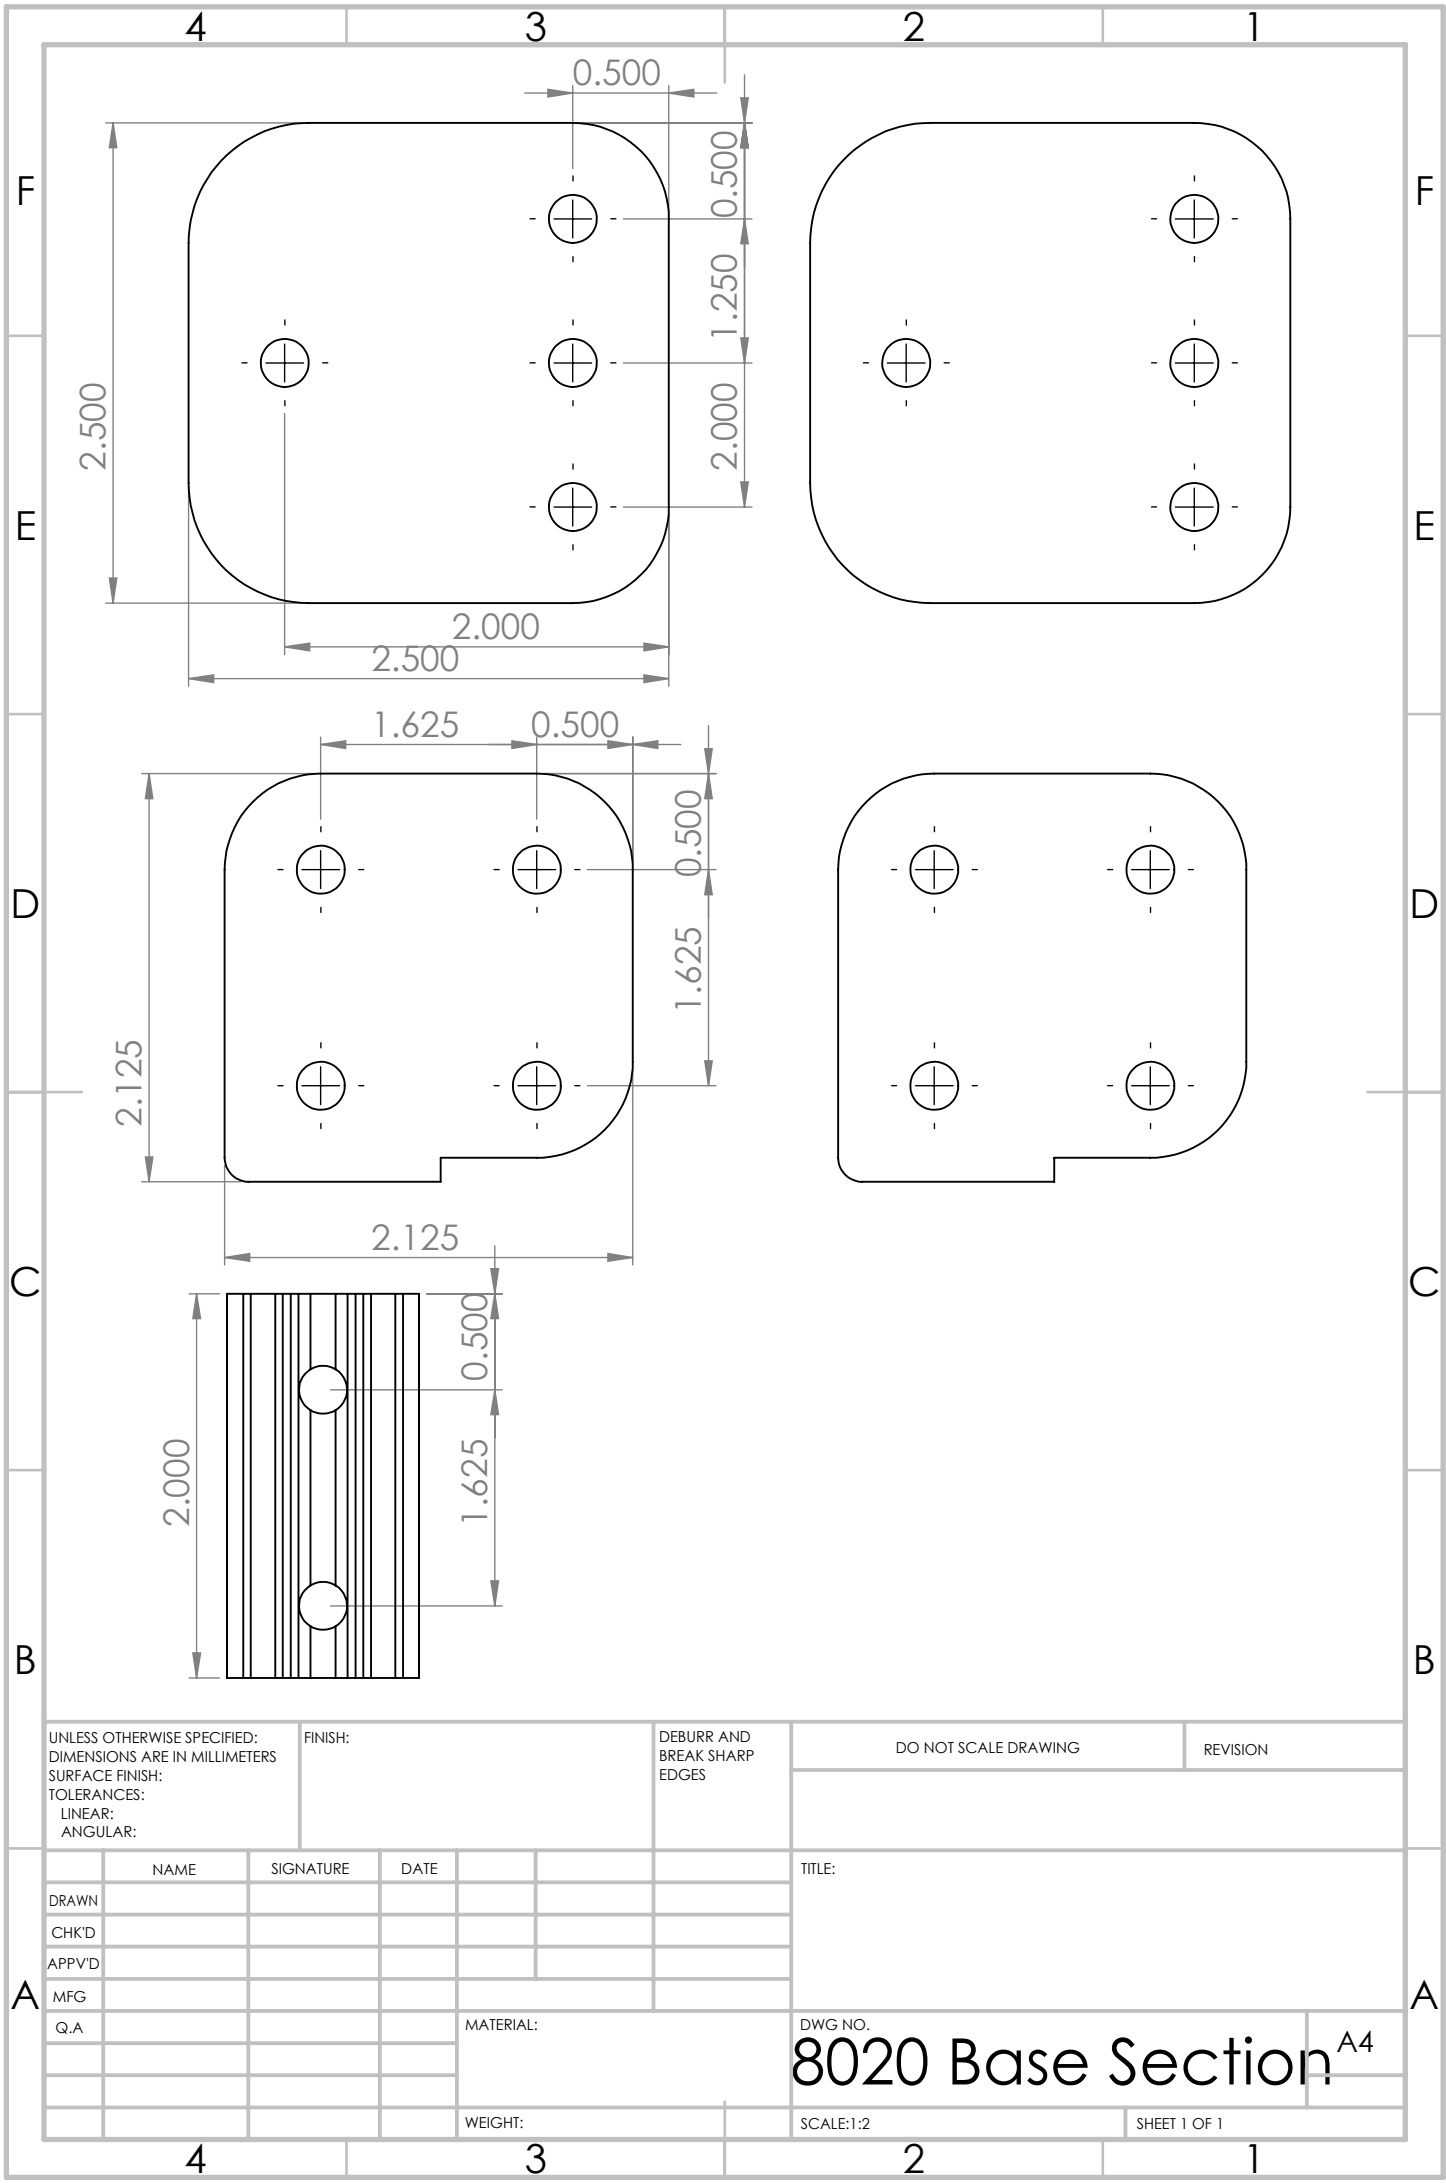 4 3 2 1
0.500
F 0.500 F
1.250
2.500 2.000
E E
2.000
2.500
1.625 0.500
0.500
D D
1.625
2.125
2.125
C C
0.500
2.000 1.625
B B
UNLESS OTHERWISE SPECIFIED:
DIMENSIONS ARE IN MILLIMETERS
SURFACE FINISH:
TOLERANCES:
LINEAR:
ANGULAR:
FINISH:
DEBURR AND
BREAK SHARP
EDGES
DO NOT SCALE DRAWING
REVISION
NAME SIGNATURE DATE
TITLE:
DRAWN
CHK'D
APPV'D
A MFG A
Q.A
MATERIAL:
DWG NO.
8020 Base Section
A4
WEIGHT:
SCALE:1:2
SHEET 1 OF 1
4 3 2 1